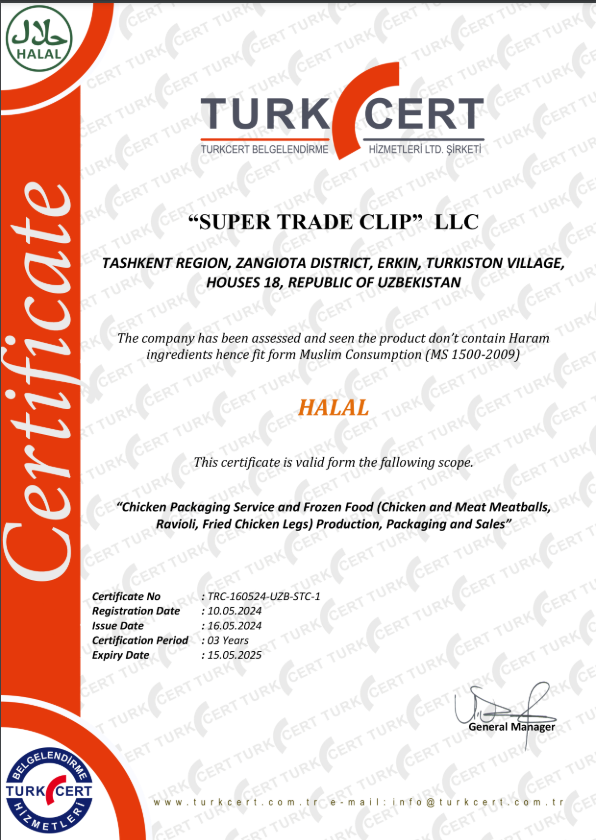 حلال
HALAL
TURK CERT
TURKCERT BELGELENDİRME HİZMETLERİ LTD. ŞİRKETİ
Certificate
“SUPER TRADE CLIP” LLC
TASHKENT REGION, ZANGIOTA DISTRICT, ERKIN, TURKISTON VILLAGE,
HOUSES 18, REPUBLIC OF UZBEKISTAN
The company has been assessed and seen the product don’t contain Haram
ingredients hence fit form Muslim Consumption (MS 1500-2009)
HALAL
This certificate is valid form the fallowing scope.
“Chicken Packaging Service and Frozen Food (Chicken and Meat Meatballs,
Ravioli, Fried Chicken Legs) Production, Packaging and Sales”
Certificate No : TRC-160524-UZB-STC-1
Registration Date : 10.05.2024
Issue Date : 16.05.2024
Certification Period : 03 Years
Expiry Date : 15.05.2025
General Manager
BELGELENDİRME
TURK CERT
HİZMETLERİ
www.turkcert.com.tr e-mail: info@turkcert.com.tr